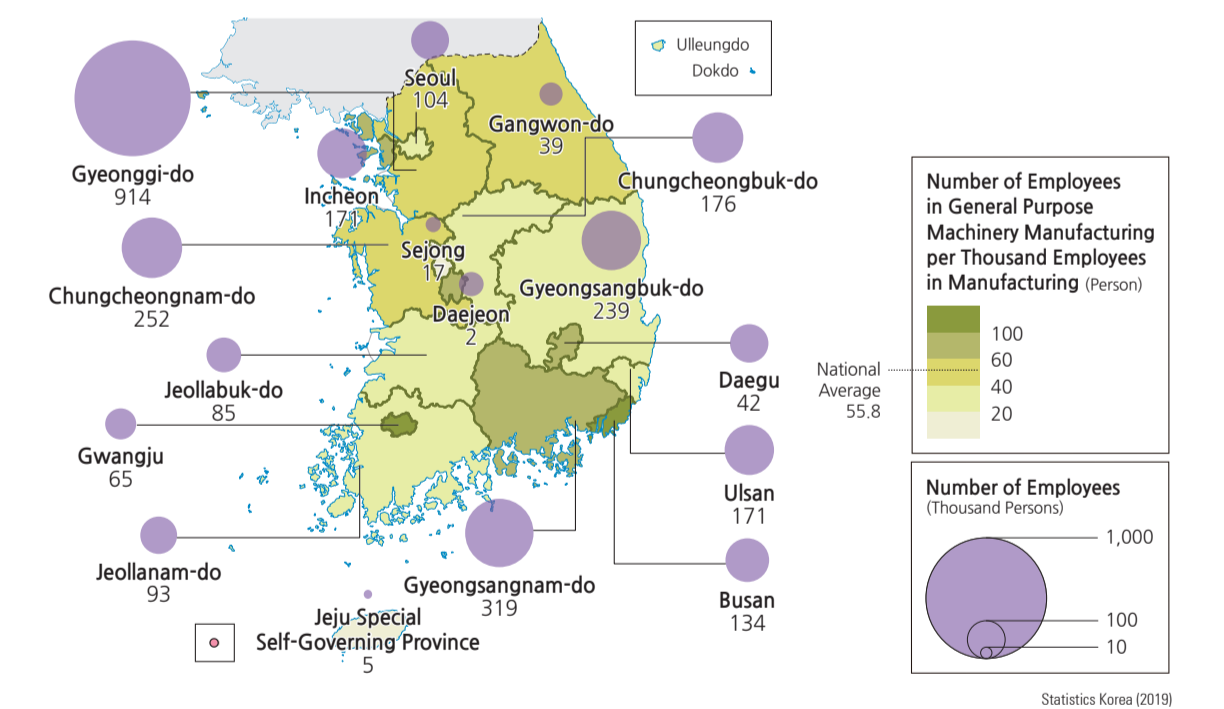 Ulleungdo
Dokdo
Seoul
104
Gangwon-do
39
Gyeonggi-do
914
Incheon
171
Chungcheongbuk-do
176
Chungcheongnam-do
252
Sejong
17
Gyeongsangbuk-do
239
Daejeon
2
Jeollabuk-do
85
Daegu
42
Gwangju
65
Ulsan
171
Jeollanam-do
93
Gyeongsangnam-do
319
Busan
134
Jeju Special
Self-Governing Province
5
Number of Employees
in General Purpose
Machinery Manufacturing
per Thousand Employees
in Manufacturing (Person)
100
60
40
20
National
Average
55.8
Number of Employees
(Thousand Persons)
1,000
100
10
Statistics Korea (2019)